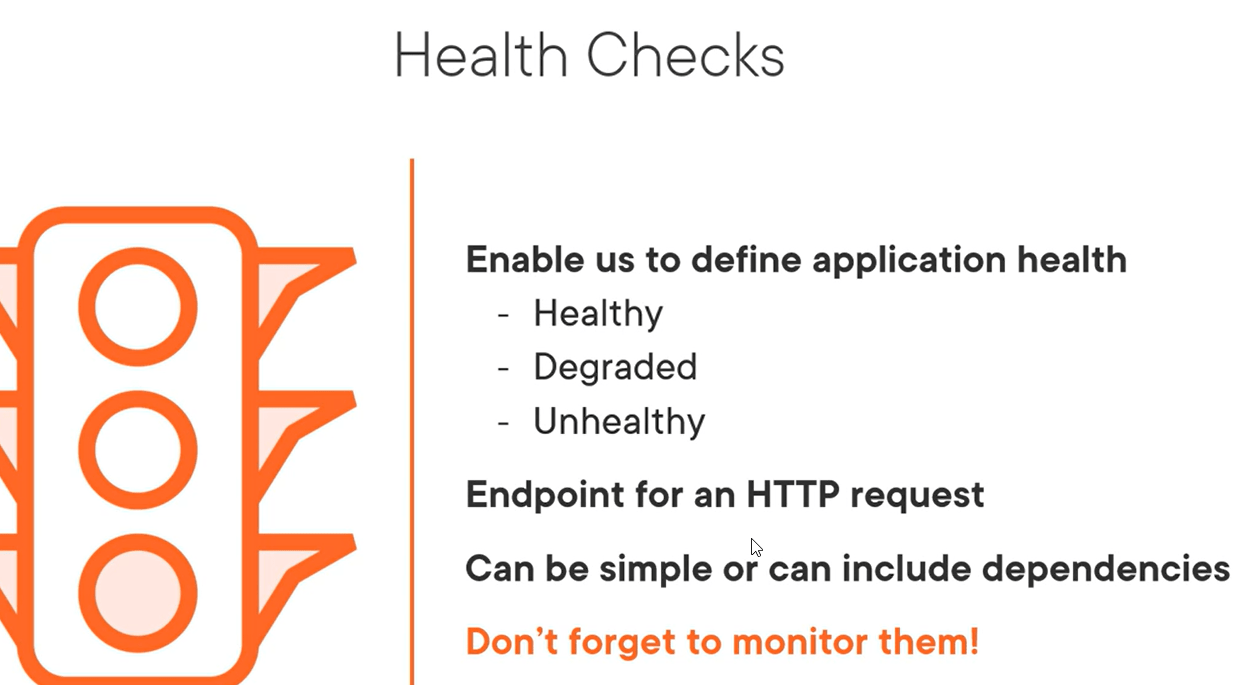 Health Checks
Enable us to define application health
- Healthy
- Degraded
- Unhealthy
Endpoint for an HTTP request
Can be simple or can include dependencies
Don’t forget to monitor them!